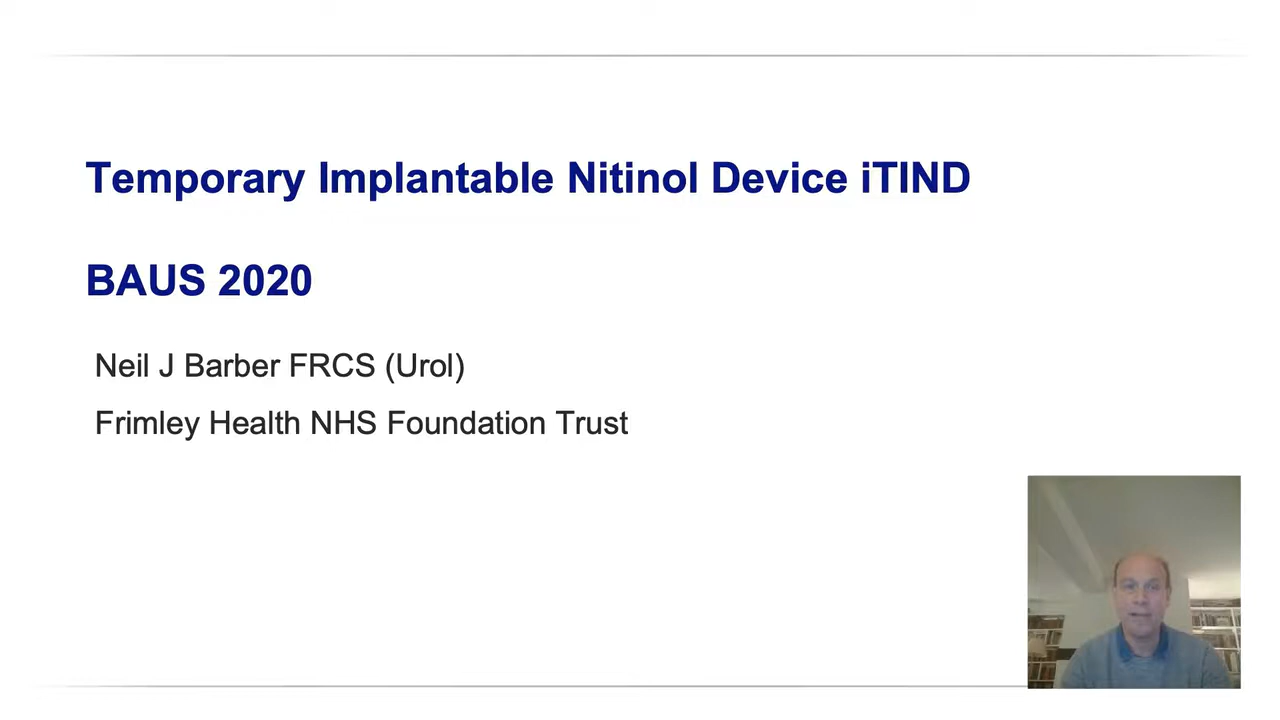 Temporary Implantable Nitinol Device iTIND
BAUS 2020
Neil J Barber FRCS (Urol)
Frimley Health NHS Foundation Trust